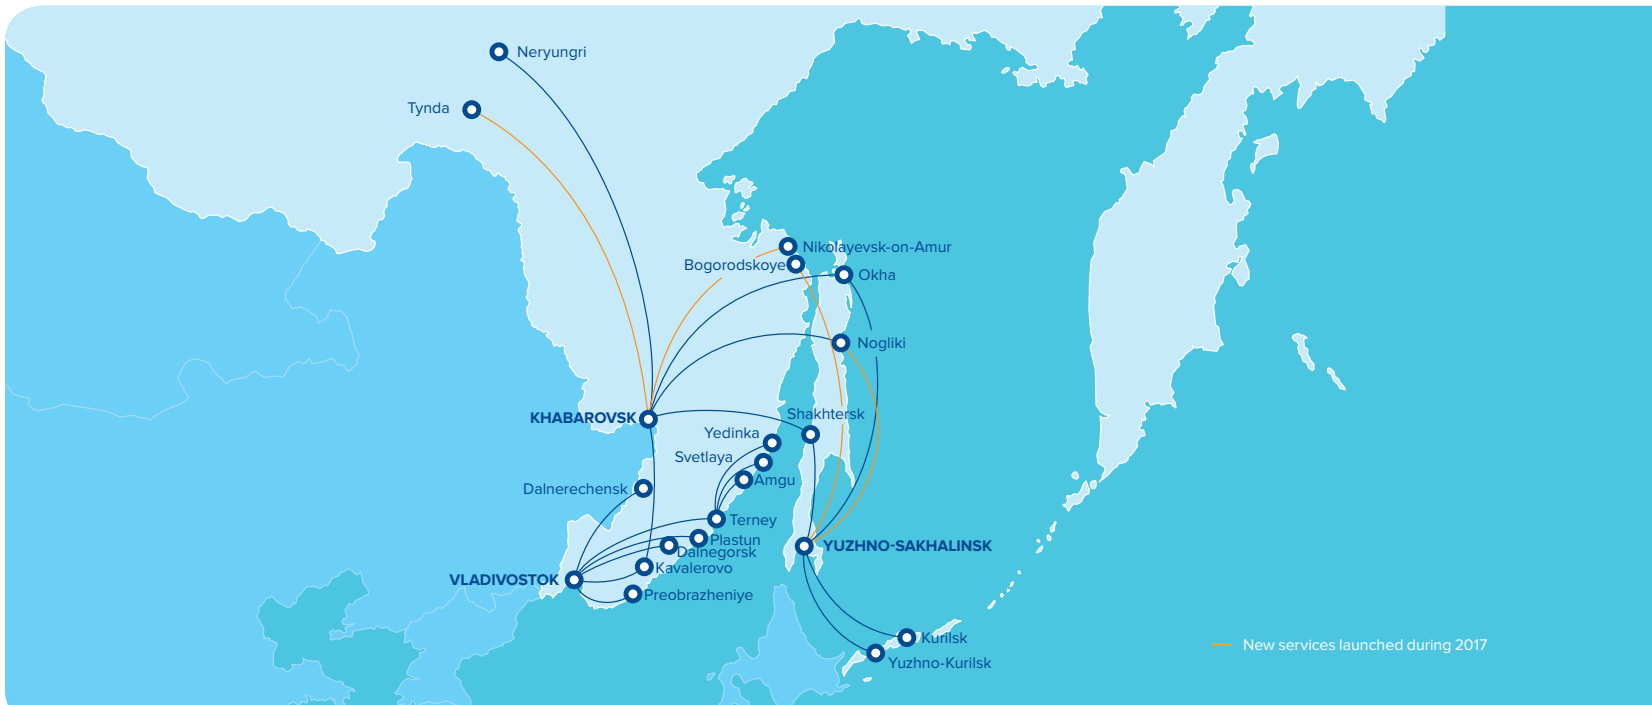 Neryungri
Tynda
Nikolayevsk-on-Amur
Bogorodskoye
Okha
Nogliki
Shakhtersk
KHABAROVSK
Yedinka
Svetlaya
Amgu
Dalnerechensk
Terney
Plastun
YUZHNO-SAKHALINSK
Dalnegorsk
Kavalerovo
VLADIVOSTOK
Preobrazheniye
Kurilsk
New services launched during 2017
Yuzhno-Kurilsk